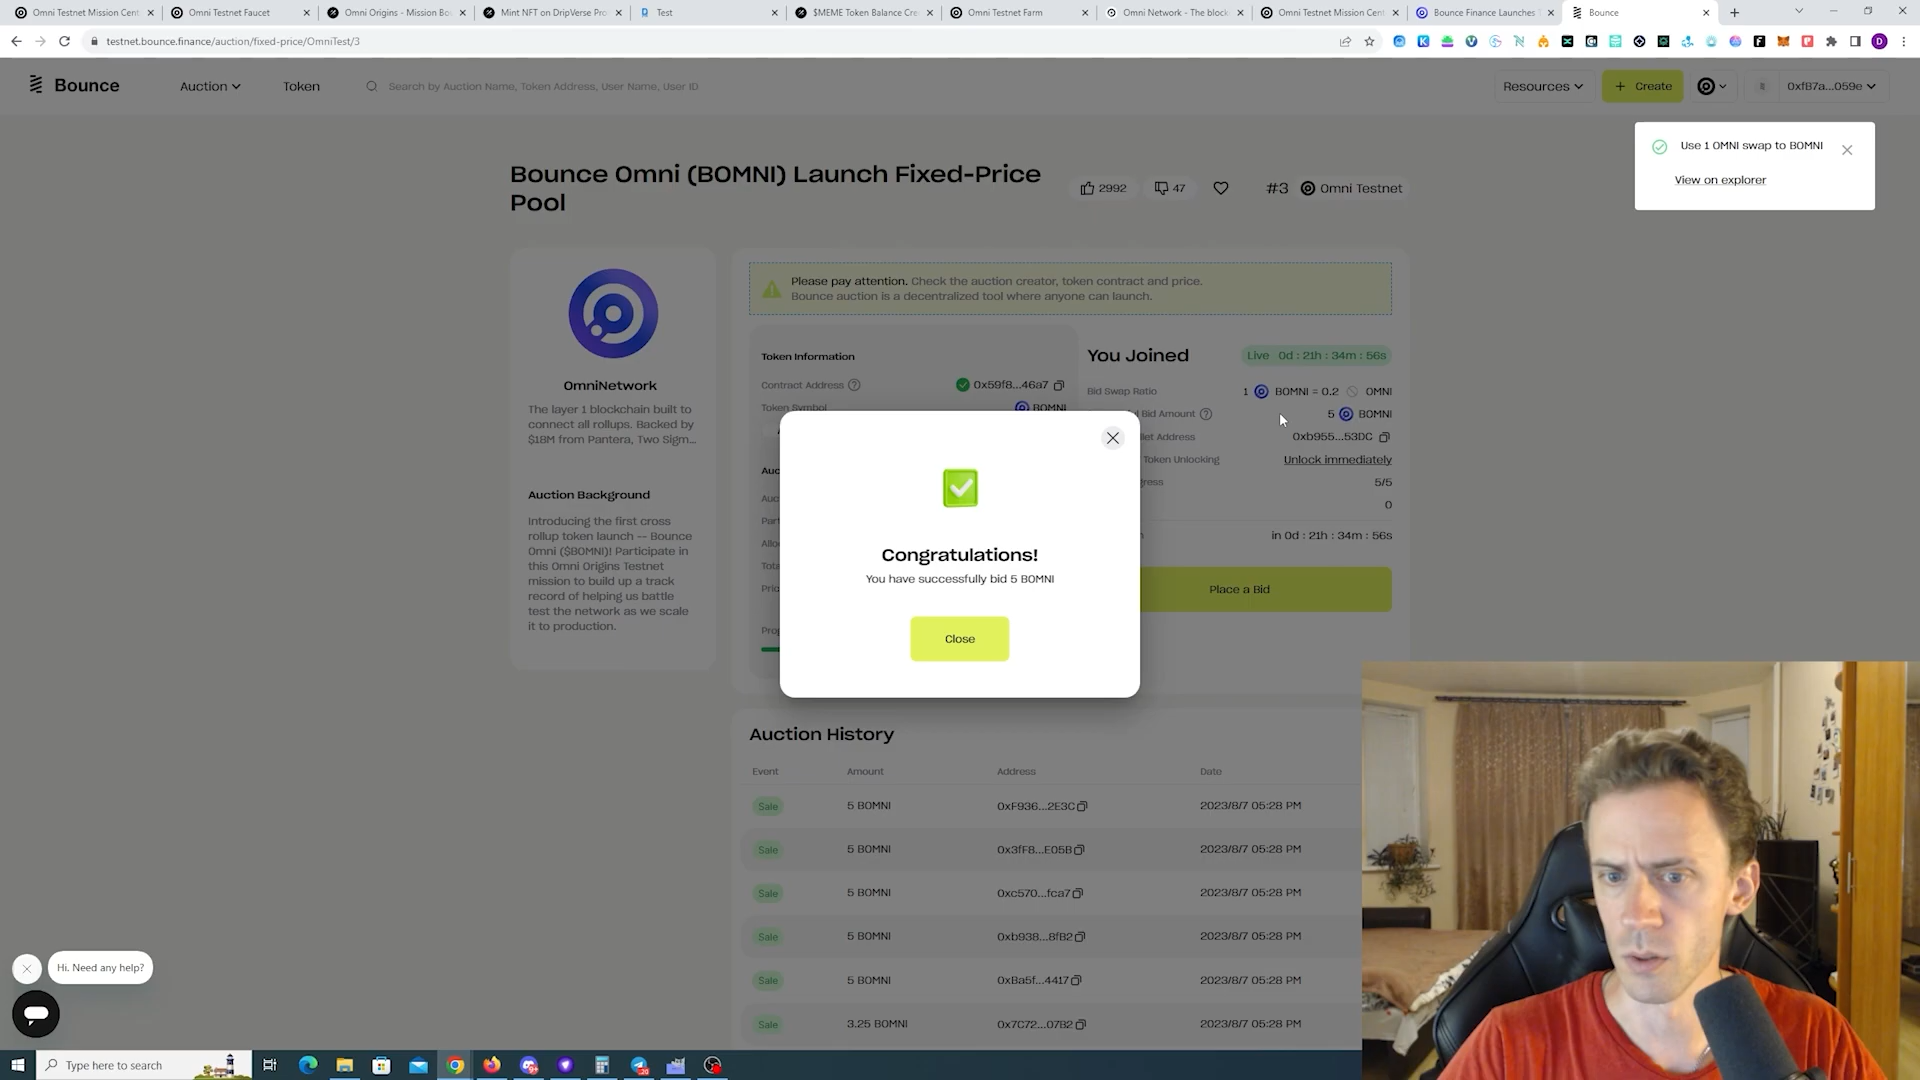 Omni Testnet Mission Cent
Omni Testnet Faucet
Omni Origins - Mission Bo
Mint NFT on DripVerse Pro
Test
$MEME Token Balance Cre
Omni Testnet Farm
Omni Network - The block
Omni Testnet Mission Cent
Bounce Finance Launches
Bounce
testnet.bounce.finance/auction/fixed-price/OmniTest/3
Bounce
Auction
Token
Search by Auction Name, Token Address, User Name, User ID
Resources
+ Create
0xfB7a...059e
Use 1 OMNI swap to BOMNI
View on explorer
Bounce Omni (BOMNI) Launch Fixed-Price
Pool
2992
47
#3
Omni Testnet
OmniNetwork
The layer 1 blockchain built to
connect all rollups. Backed by
$18M from Pantera, Two Sigm...
Auction Background
Introducing the first cross
rollup token launch -- Bounce
Omni ($BOMNI)! Participate in
this Omni Origins Testnet
mission to build up a track
record of helping us battle
test the network as we scale
it to production.
Please pay attention. Check the auction creator, token contract and price.
Bounce auction is a decentralized tool where anyone can launch.
Token Information
Contract Address
0x59f8...46a7
Token Symbol
BOMNI
You Joined
Live 0d : 21h : 34m : 56s
Bid Swap Ratio
1 BOMNI = 0.2 OMNI
Bid Amount
5 BOMNI
let Address
0xb955...53DC
Token Unlocking
Unlock immediately
gress
5/5
0
in 0d : 21h : 34m : 56s
Place a Bid
Congratulations!
You have successfully bid 5 BOMNI
Close
Auction History
Event
Amount
Address
Date
Sale
5 BOMNI
0xF936...2E3C
2023/8/7 05:28 PM
Sale
5 BOMNI
0x3fF8...E05B
2023/8/7 05:28 PM
Sale
5 BOMNI
0xc570...fca7
2023/8/7 05:28 PM
Sale
5 BOMNI
0xb938...8fB2
2023/8/7 05:28 PM
Sale
5 BOMNI
0xBa5f...4417
2023/8/7 05:28 PM
Sale
3.25 BOMNI
0x7C72...07B2
2023/8/7 05:28 PM
Hi. Need any help?
Type here to search